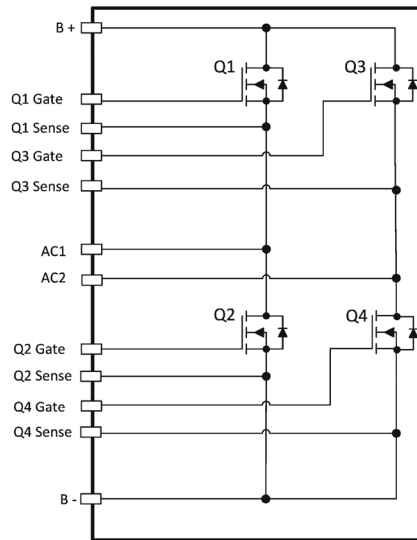 B +
Q1
Q3
Q1 Gate
Q1 Sense
Q3 Gate
Q3 Sense
AC1
AC2
Q2
Q4
Q2 Gate
Q2 Sense
Q4 Gate
Q4 Sense
B -